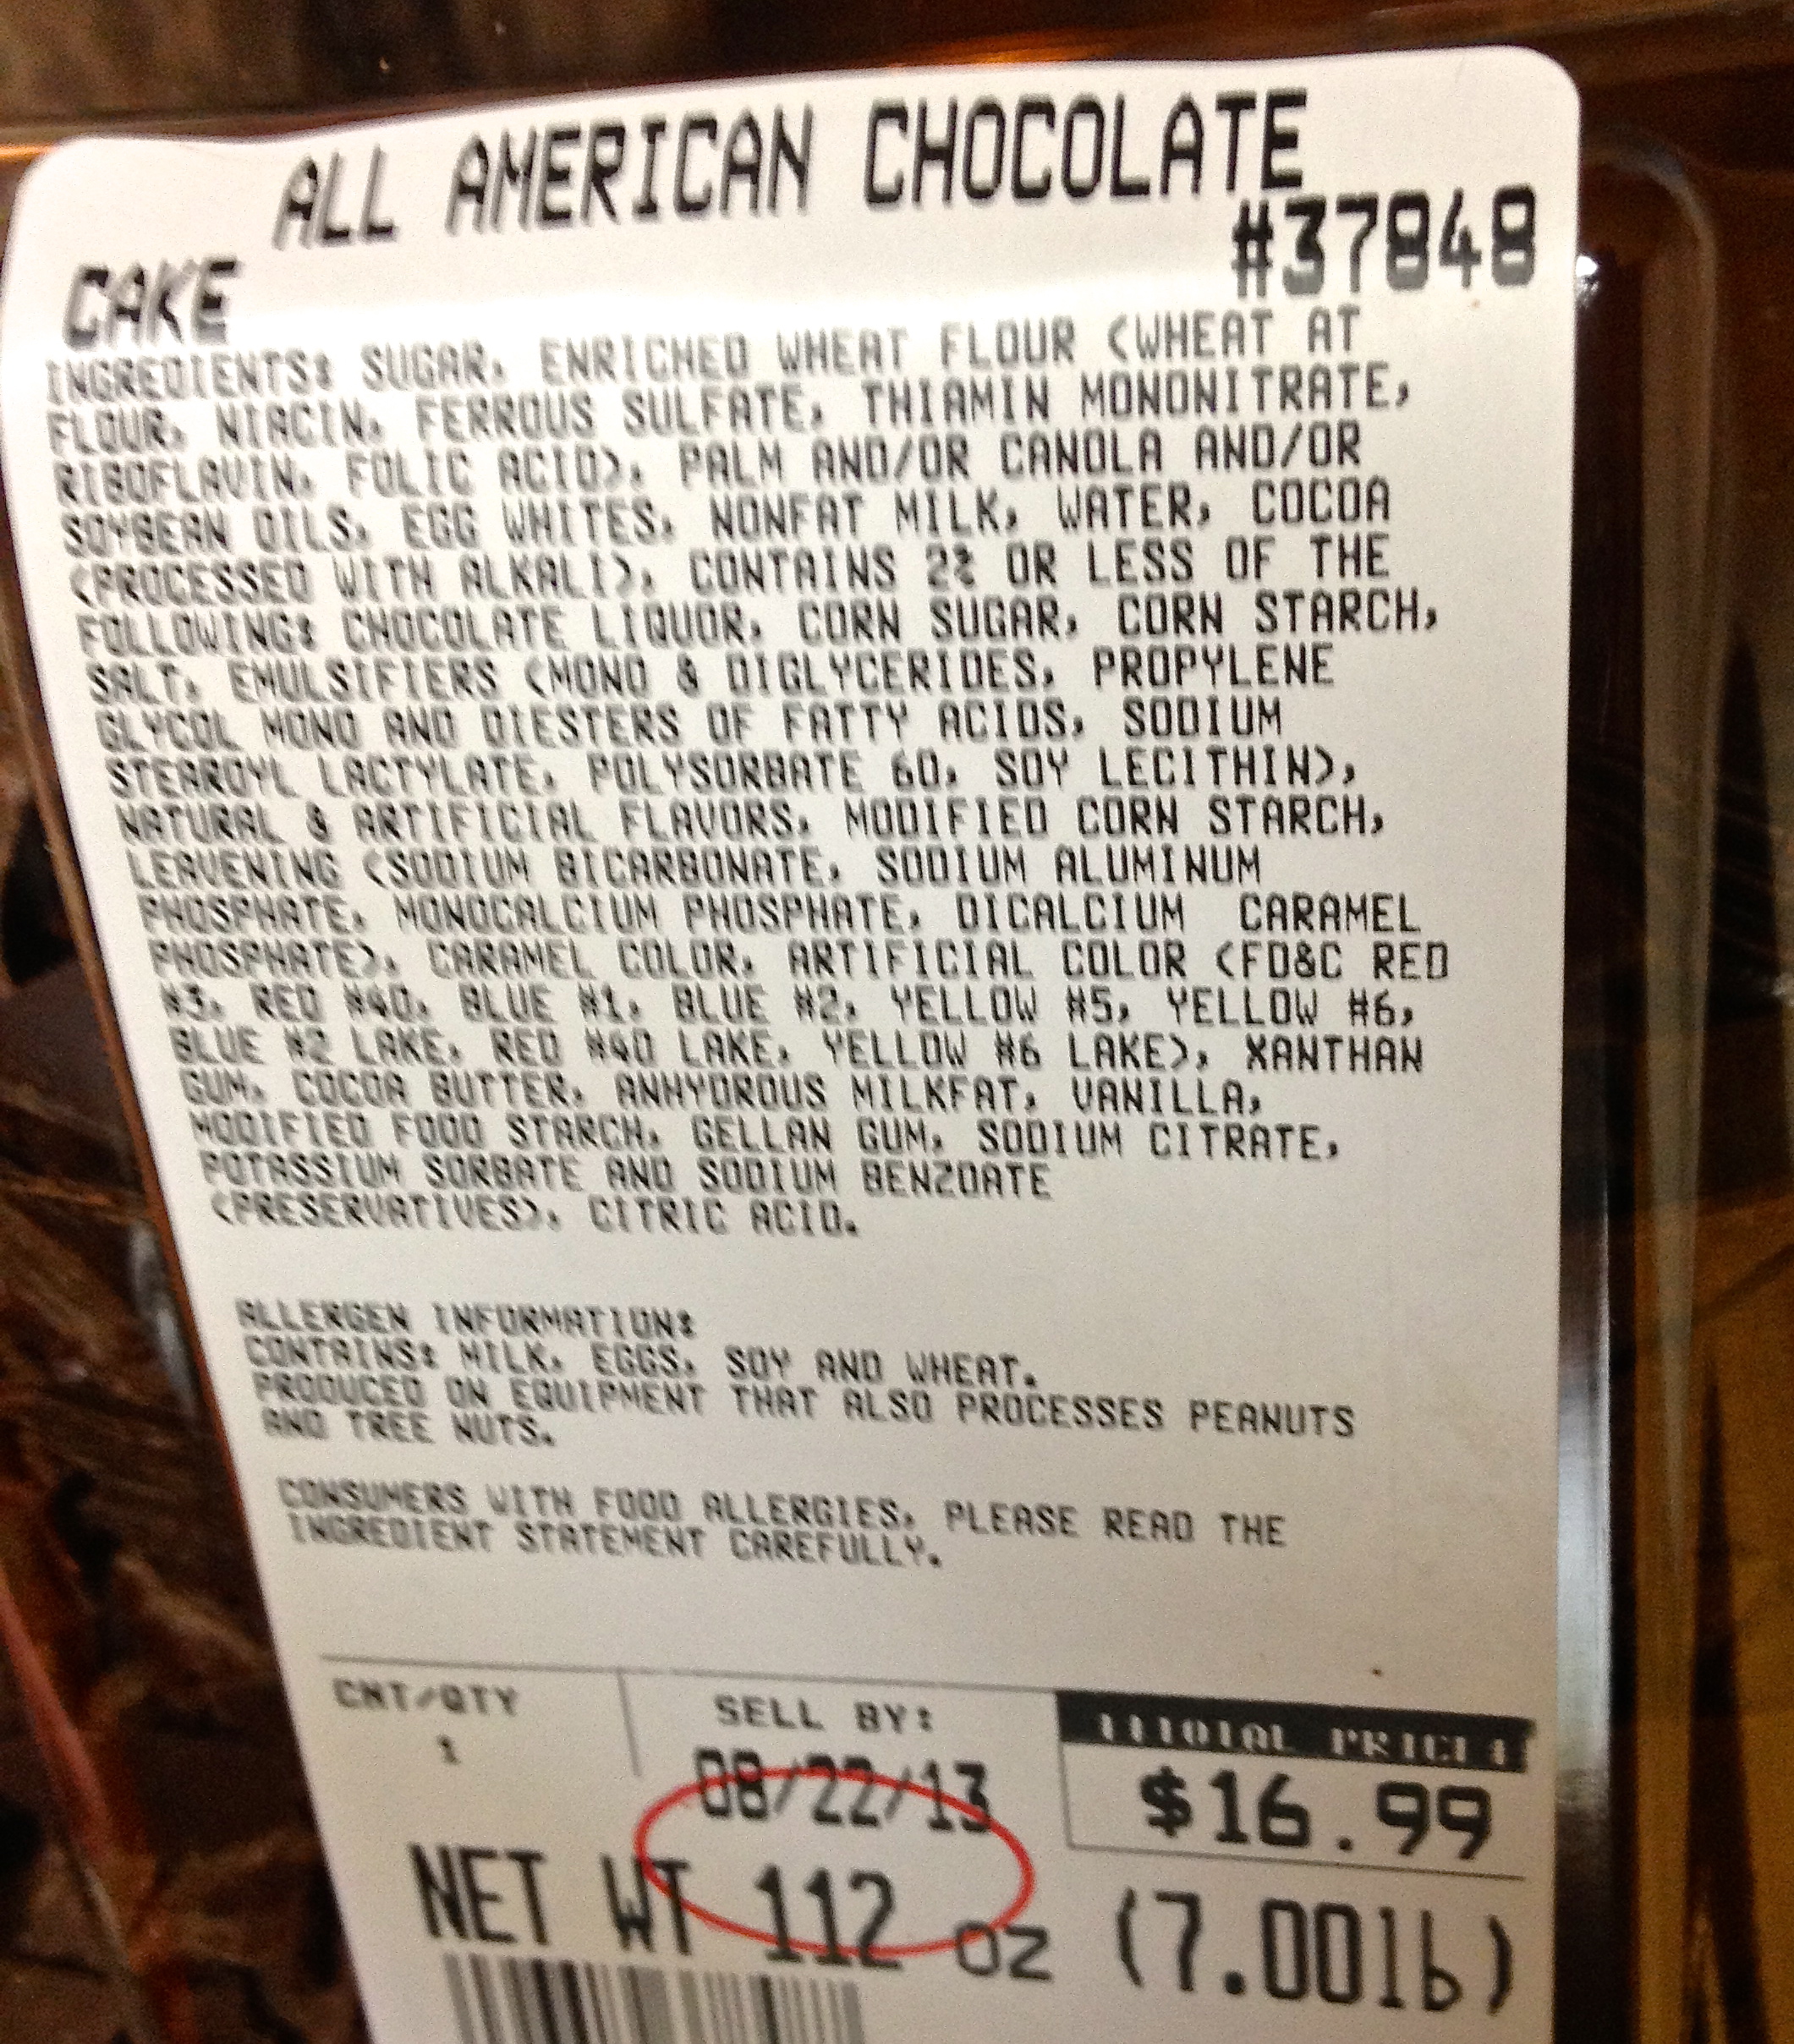 ALL AMERICAN CHOCOLATE
CAKE #37848
INGREDIENTS: SUGAR, ENRICHED WHEAT FLOUR (WHEAT AT
FLOUR, NIACIN, FERROUS SULFATE, THIAMIN MONONITRATE,
RIBOFLAVIN, FOLIC ACID), PALM AND/OR CANOLA AND/OR
SOYBEAN OILS, EGG WHITES, NONFAT MILK, WATER, COCOA
(PROCESSED WITH ALKALI), CONTAINS 2% OR LESS OF THE
FOLLOWING: CHOCOLATE LIQUOR, CORN SUGAR, CORN STARCH,
SALT, EMULSIFIERS (MONO & DIGLYCERIDES, PROPYLENE
GLYCOL MONO AND DIESTERS OF FATTY ACIDS, SODIUM
STEAROYL LACTYLATE, POLYSORBATE 60, SOY LECITHIN),
NATURAL & ARTIFICIAL FLAVORS, MODIFIED CORN STARCH,
LEAVENING (SODIUM BICARBONATE, SODIUM ALUMINUM
PHOSPHATE, MONOCALCIUM PHOSPHATE, DICALCIUM CARAMEL
PHOSPHATE), CARAMEL COLOR, ARTIFICIAL COLOR (FD&C RED
#3, RED #40, BLUE #1, BLUE #2, YELLOW #5, YELLOW #6,
BLUE #2 LAKE, RED #40 LAKE, YELLOW #6 LAKE), XANTHAN
GUM, COCOA BUTTER, ANHYDROUS MILKFAT, VANILLA,
MODIFIED FOOD STARCH, GELLAN GUM, SODIUM CITRATE,
POTASSIUM SORBATE AND SODIUM BENZOATE
(PRESERVATIVES), CITRIC ACID.
ALLERGEN INFORMATION:
CONTAINS: MILK, EGGS, SOY AND WHEAT.
PRODUCED ON EQUIPMENT THAT ALSO PROCESSES PEANUTS
AND TREE NUTS.
CONSUMERS WITH FOOD ALLERGIES, PLEASE READ THE
INGREDIENT STATEMENT CAREFULLY.
CNT/QTY SELL BY: TOTAL PRICE
1 08/22/13 $16.99
NET WT 112 oz (7.00lb)